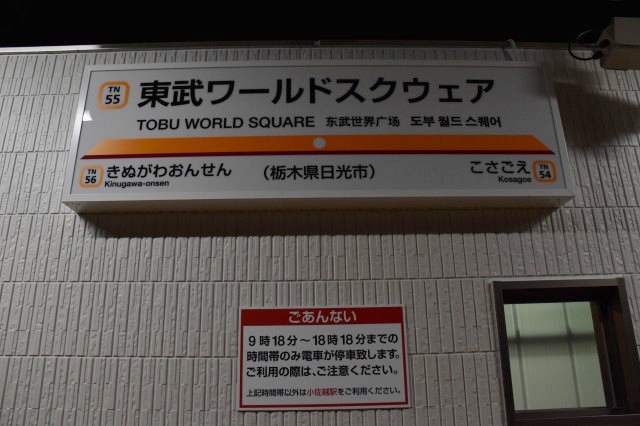 TN 55 東武ワールドスクウェア
TOBU WORLD SQUARE 东武世界广场 도부 월드 스퀘어
TN 56 きぬがわおんせん (栃木県日光市) こさごえ TN 54
Kinugawa-onsen Kosagoe
ごあんない
9時18分～18時18分までの
時間帯のみ電車が停車致します。
ご利用の際は、ご注意ください。
上記時間帯以外は小佐越駅をご利用ください。